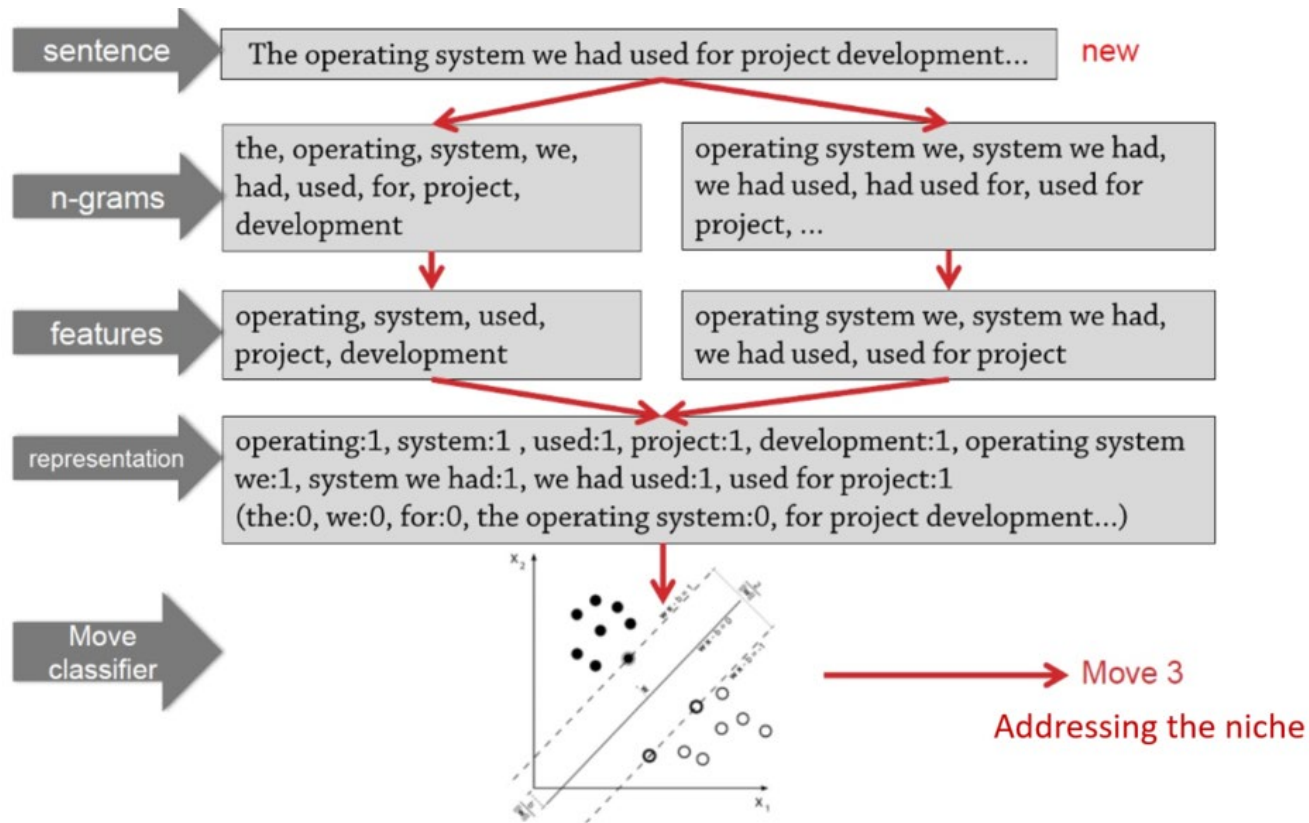 sentence
The operating system we had used for project development...
new
n-grams
the, operating, system, we,
had, used, for, project,
development
operating system we, system we had,
we had used, had used for, used for
project, ...
features
operating, system, used,
project, development
operating system we, system we had,
we had used, used for project
representation
operating:1, system:1 , used:1, project:1, development:1, operating system
we:1, system we had:1, we had used:1, used for project:1
(the:0, we:0, for:0, the operating system:0, for project development...)
Move
classifier
X2
X1
Move 3
Addressing the niche